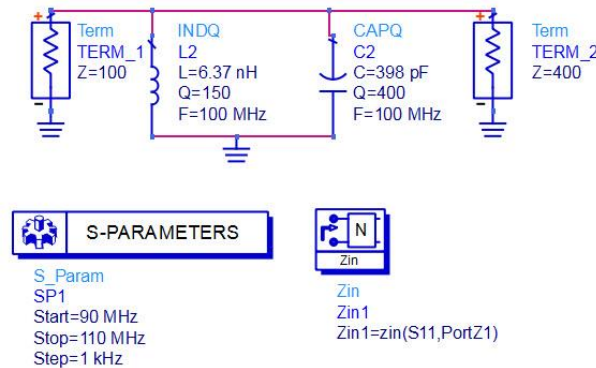 Term
TERM_1
Z=100
+
-
INDQ
L2
L=6.37 nH
Q=150
F=100 MHz
CAPQ
C2
C=398 pF
Q=400
F=100 MHz
+
-
Term
TERM_2
Z=400
S-PARAMETERS
S_Param
SP1
Start=90 MHz
Stop=110 MHz
Step=1 kHz
N
Zin
Zin
Zin1
Zin1=zin(S11,PortZ1)